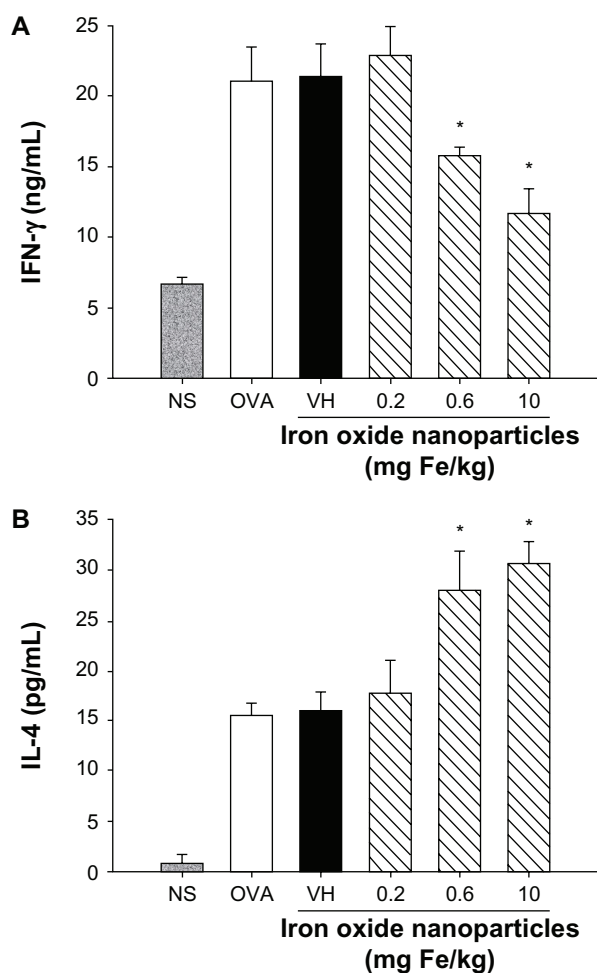 A
IFN-γ (ng/mL)
25
20
15
10
5
0
* *
NS OVA VH 0.2 0.6 10
Iron oxide nanoparticles
(mg Fe/kg)
B
IL-4 (pg/mL)
35
30
25
20
15
10
5
0
* *
NS OVA VH 0.2 0.6 10
Iron oxide nanoparticles
(mg Fe/kg)